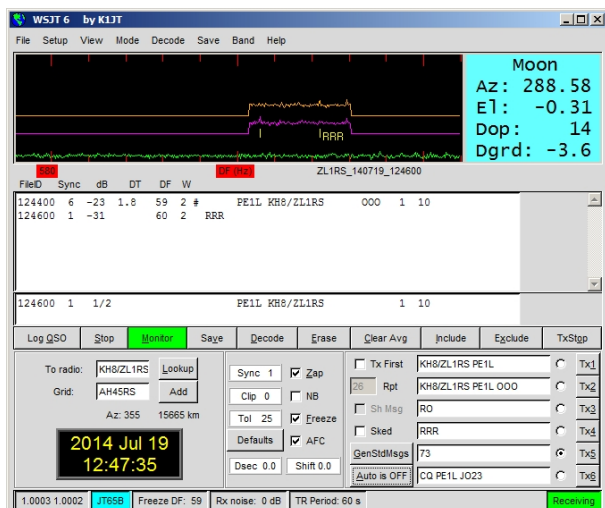 WSJT 6 by K1JT
File Setup View Mode Decode Save Band Help
Moon
Az: 288.58
El: -0.31
Dop: 14
Dgrd: -3.6
RRR
580 DF (Hz) ZL1RS_140719_124600
FileID Sync dB DT DF W
124400 6 -23 1.8 59 2 # PE1L KH8/ZL1RS OOO 1 10
124600 1 -31 60 2 RRR
124600 1 1/2 PE1L KH8/ZL1RS 1 10
Log QSO Stop Monitor Save Decode Erase Clear Avg Include Exclude TxStop
To radio: KH8/ZL1RS Lookup
Grid: AH45RS Add
Az: 355 15665 km
2014 Jul 19
12:47:35
Sync 1 Zap
Clip 0 NB
Tol 25 Freeze
Defaults AFC
Dsec 0.0 Shift 0.0
Tx First KH8/ZL1RS PE1L Tx1
26 Rpt KH8/ZL1RS PE1L OOO Tx2
Sh Msg RO Tx3
Sked RRR Tx4
GenStdMsgs 73 Tx5
Auto is OFF CQ PE1L JO23 Tx6
1.0003 1.0002 JT65B Freeze DF: 59 Rx noise: 0 dB TR Period: 60 s Receiving